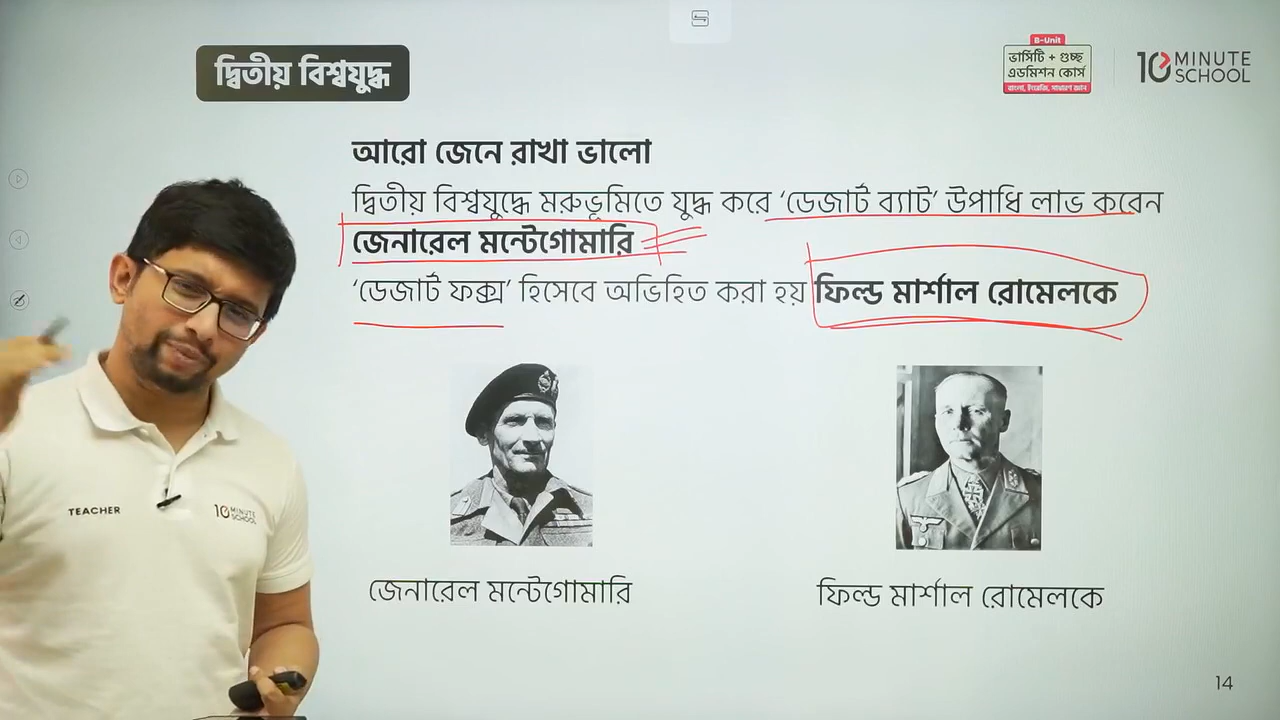 দ্বিতীয় বিশ্বযুদ্ধ
B-Unit
ভার্সিটি + গুচ্ছ
এডমিশন কোর্স
বাংলা, ইংরেজি, সাধারণ জ্ঞান
10 MINUTE SCHOOL
আরো জেনে রাখা ভালো
দ্বিতীয় বিশ্বযুদ্ধে মরুভূমিতে যুদ্ধ করে ‘ডেজার্ট ব্যাট’ উপাধি লাভ করেন
জেনারেল মন্টেগোমারি
‘ডেজার্ট ফক্স’ হিসেবে অভিহিত করা হয় ফিল্ড মার্শাল রোমেলকে
জেনারেল মন্টেগোমারি
ফিল্ড মার্শাল রোমেলকে
TEACHER
10 MINUTE SCHOOL
14